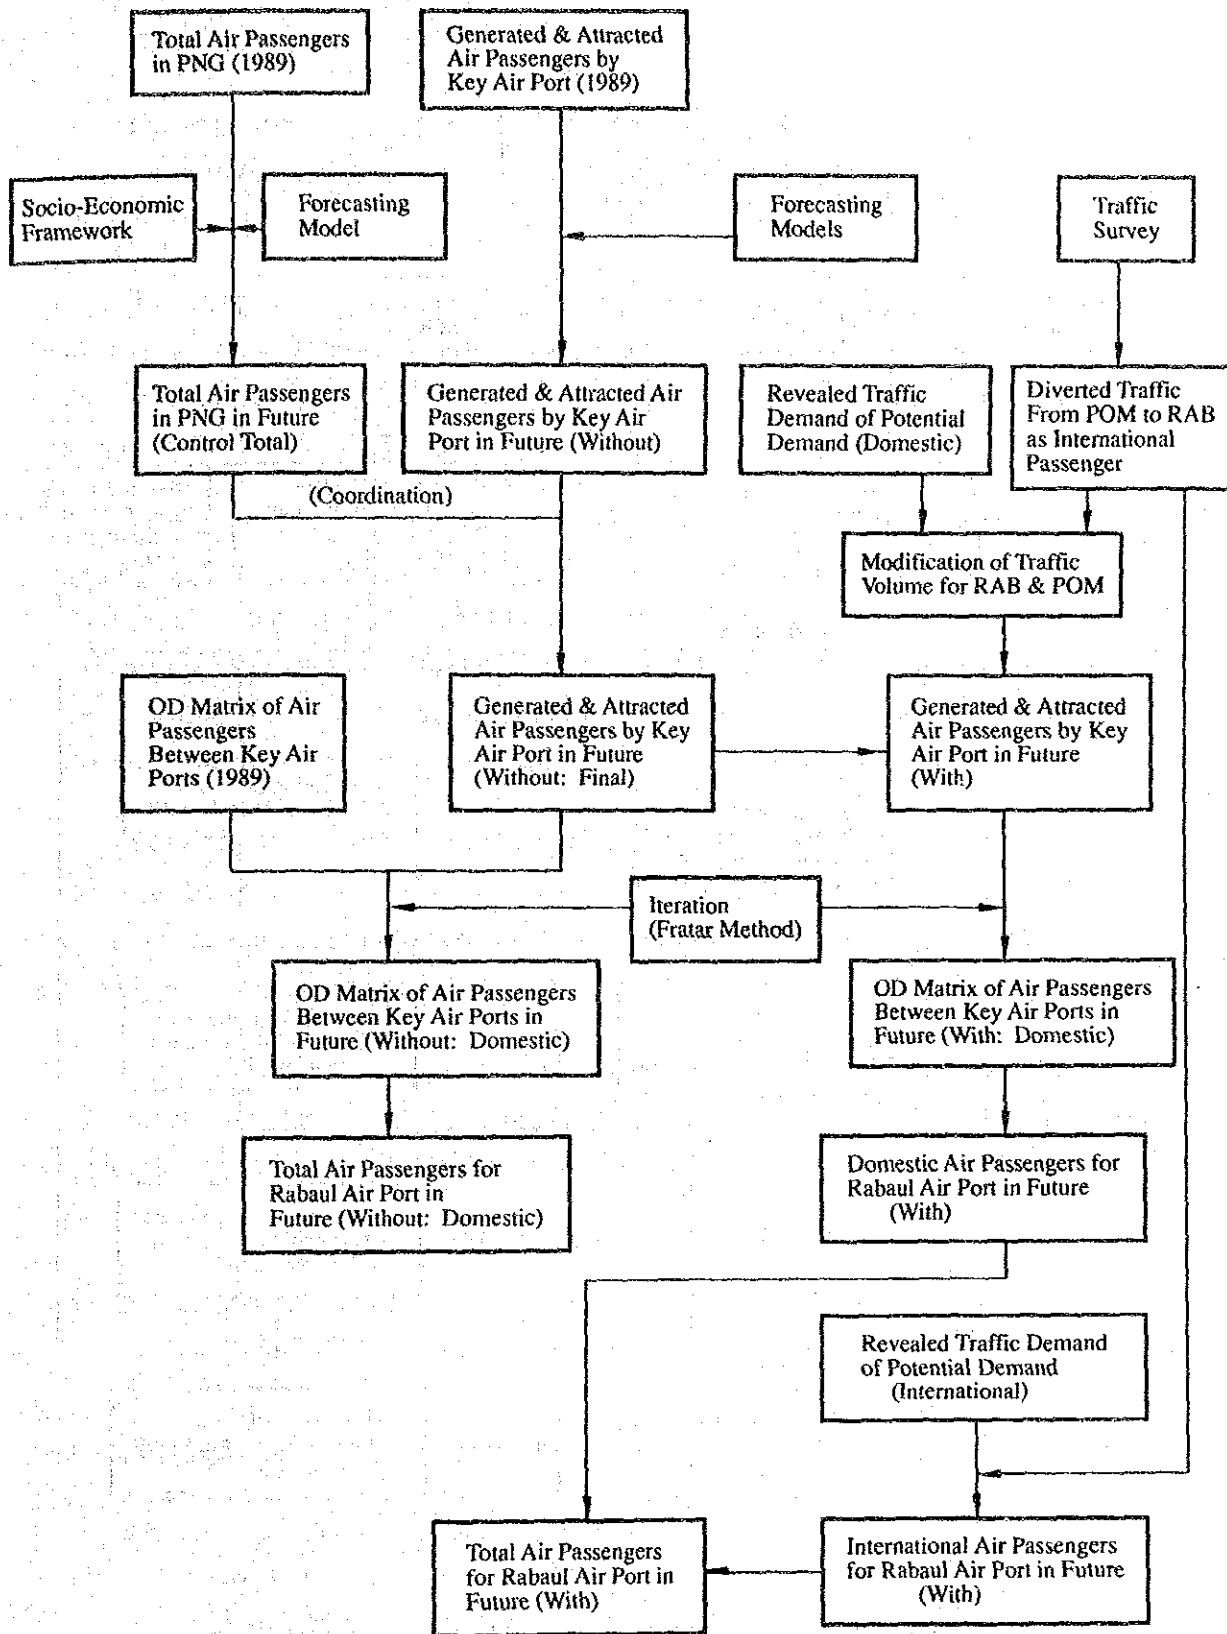 Total Air Passengers
in PNG (1989)
Generated & Attracted
Air Passengers by
Key Air Port (1989)
Socio-Economic
Framework
Forecasting
Model
Forecasting
Models
Traffic
Survey
Total Air Passengers
in PNG in Future
(Control Total)
Generated & Attracted Air
Passengers by Key Air
Port in Future (Without)
Revealed Traffic
Demand of Potential
Demand (Domestic)
Diverted Traffic
From POM to RAB
as International
Passenger
(Coordination)
Modification of Traffic
Volume for RAB & POM
OD Matrix of Air
Passengers
Between Key Air
Ports (1989)
Generated & Attracted
Air Passengers by Key
Air Port in Future
(Without: Final)
Generated & Attracted
Air Passengers by Key
Air Port in Future
(With)
Iteration
(Fratar Method)
OD Matrix of Air Passengers
Between Key Air Ports in
Future (Without: Domestic)
OD Matrix of Air Passengers
Between Key Air Ports in
Future (With: Domestic)
Total Air Passengers for
Rabaul Air Port in
Future (Without: Domestic)
Domestic Air Passengers for
Rabaul Air Port in Future
(With)
Revealed Traffic Demand
of Potential Demand
(International)
Total Air Passengers
for Rabaul Air Port in
Future (With)
International Air Passengers
for Rabaul Air Port in Future
(With)